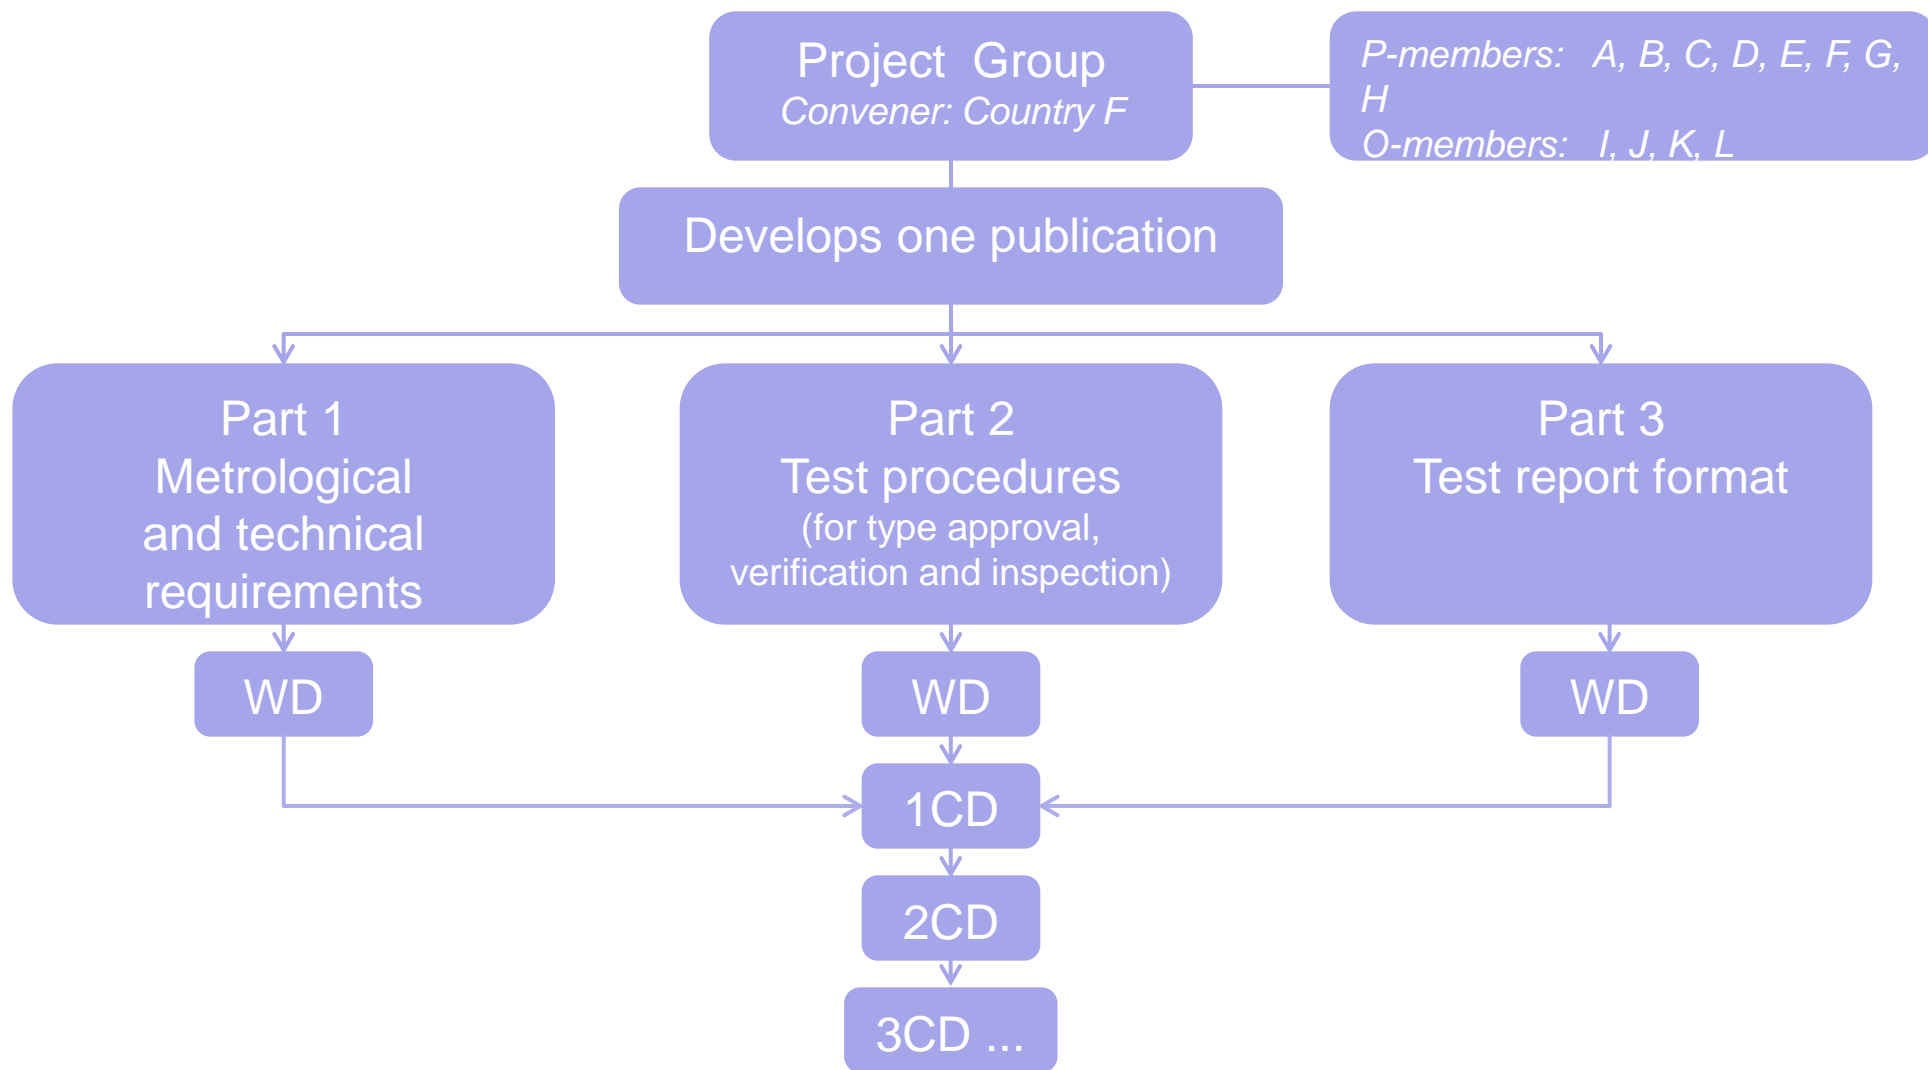 Project Group
Convener: Country F
P-members: A, B, C, D, E, F, G,
H
O-members: I, J, K, L
Develops one publication
Part 1
Metrological
and technical
requirements
Part 2
Test procedures
(for type approval,
verification and inspection)
Part 3
Test report format
WD
WD
WD
1CD
2CD
3CD ...